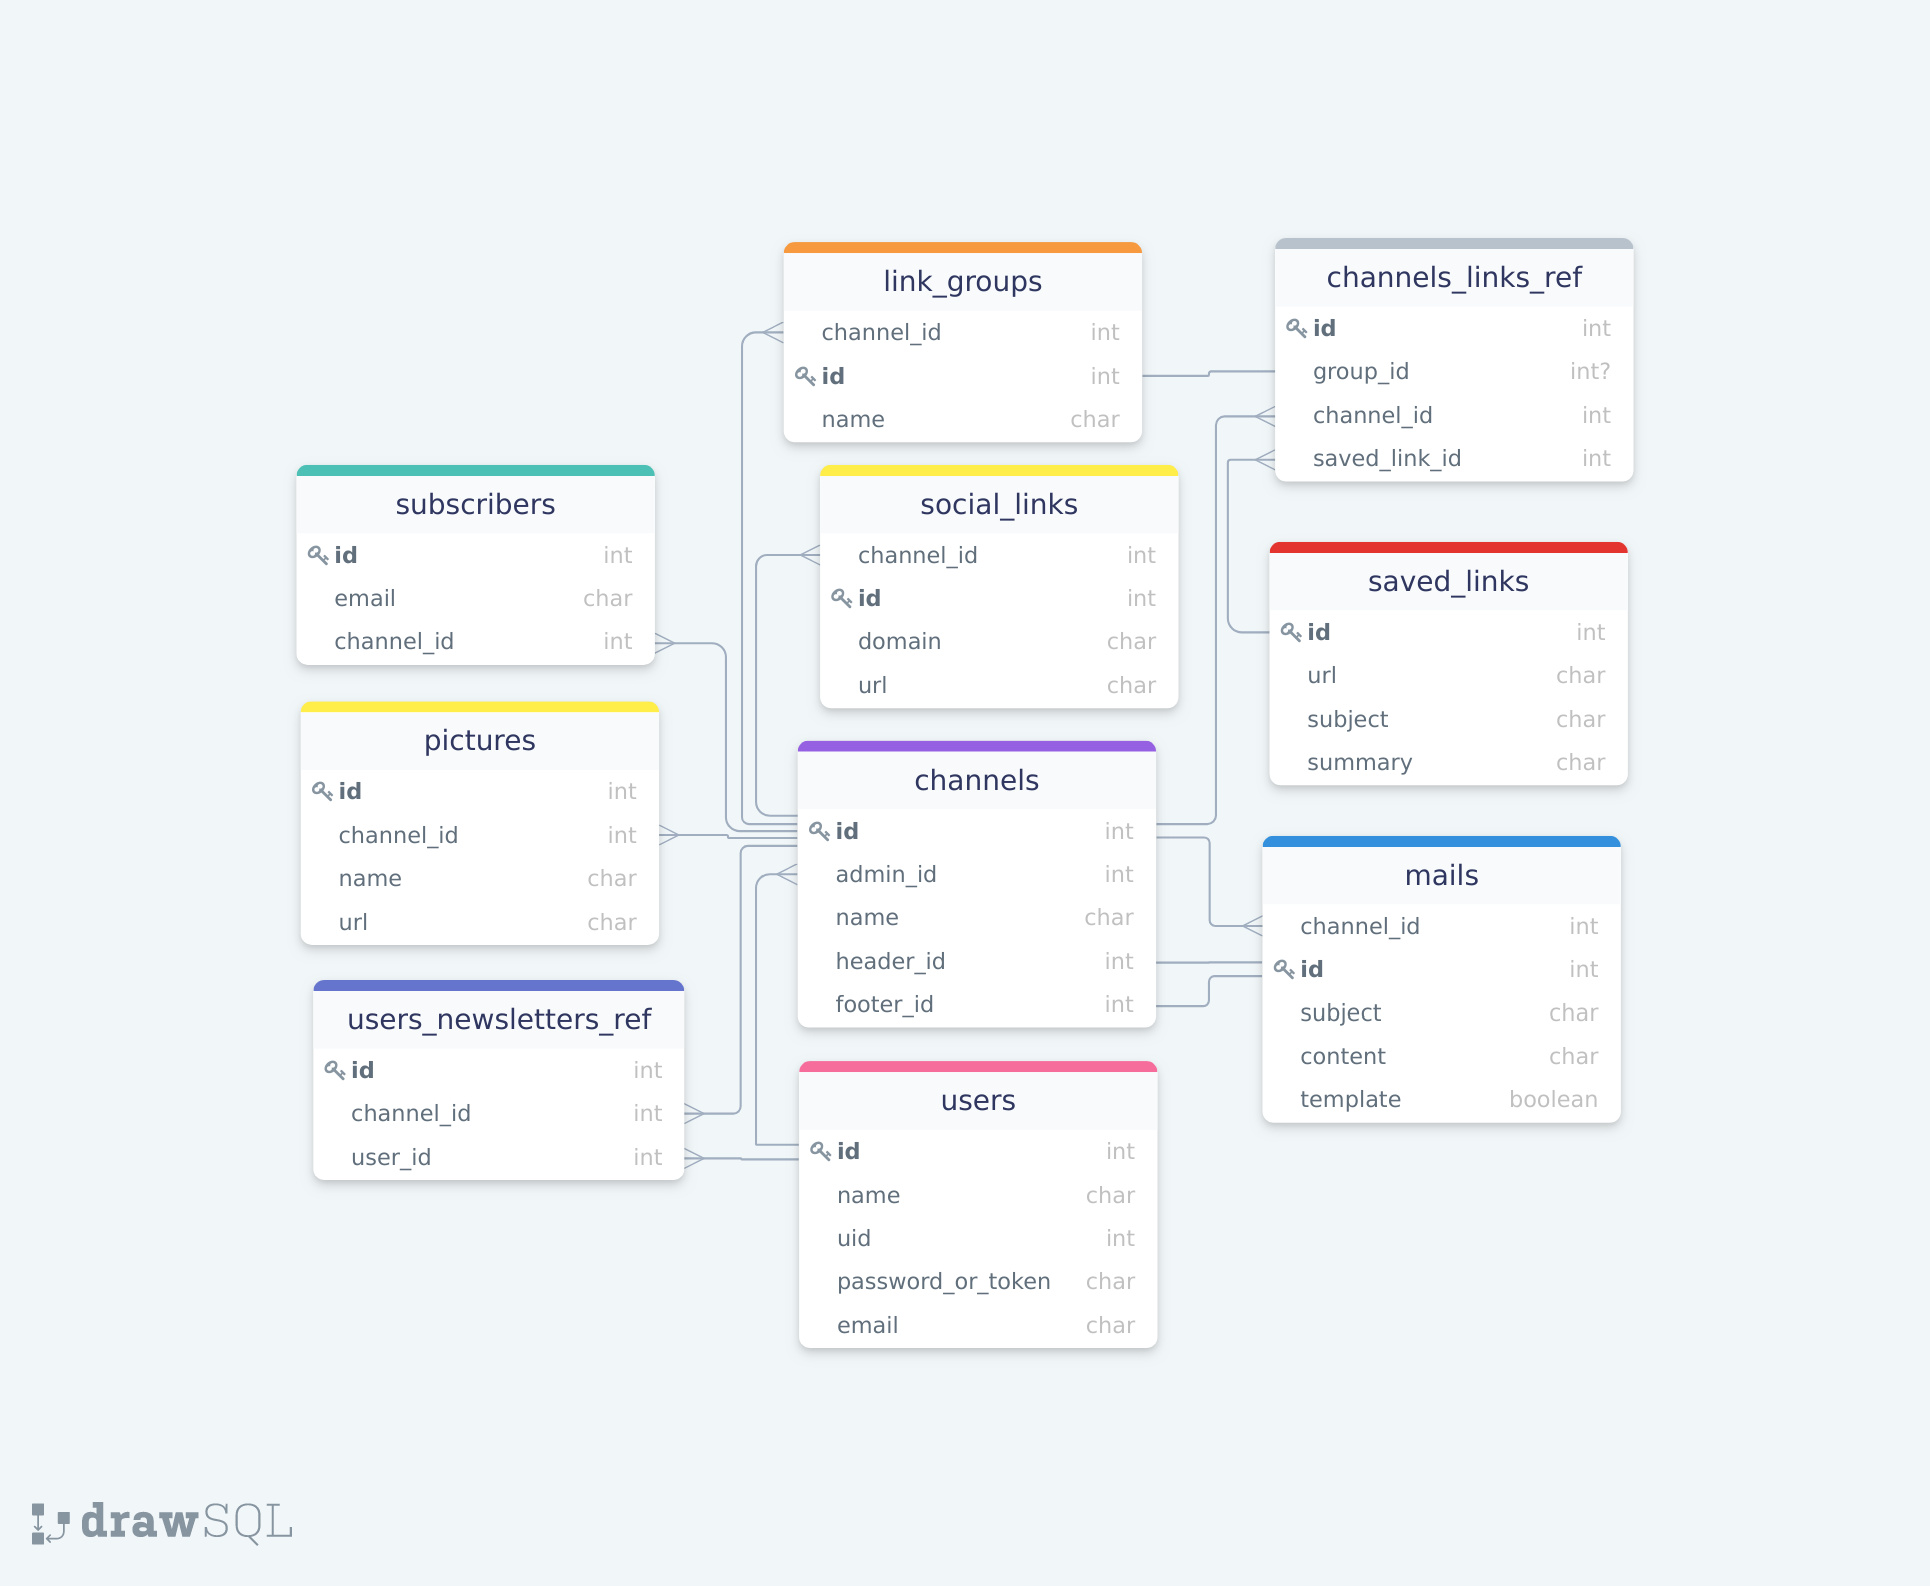 link_groups
channel_id int
id int
name char
channels_links_ref
id int
group_id int?
channel_id int
saved_link_id int
subscribers
id int
email char
channel_id int
social_links
channel_id int
id int
domain char
url char
saved_links
id int
url char
subject char
summary char
pictures
id int
channel_id int
name char
url char
channels
id int
admin_id int
name char
header_id int
footer_id int
mails
channel_id int
id int
subject char
content char
template boolean
users_newsletters_ref
id int
channel_id int
user_id int
users
id int
name char
uid int
password_or_token char
email char
drawSQL